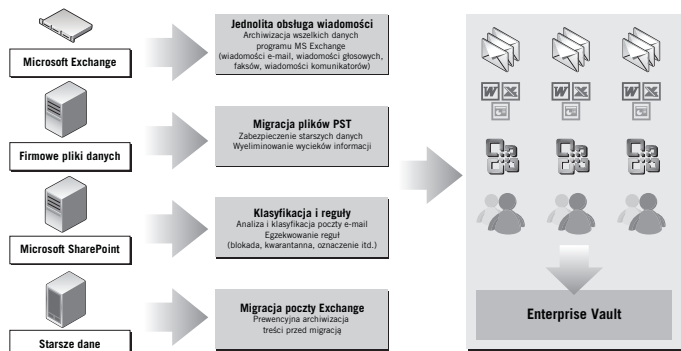 Microsoft Exchange
Jednolita obsługa wiadomości
Archiwizacja wszelkich danych
programu MS Exchange
(wiadomości e-mail, wiadomości głosowych,
faksów, wiadomości komunikatorów)
Firmowe pliki danych
Migracja plików PST
Zabezpieczenie starszych danych
Wyeliminowanie wycieków informacji
Microsoft SharePoint
Klasyfikacja i reguły
Analiza i klasyfikacja poczty e-mail
Egzekwowanie reguł
(blokada, kwarantanna, oznaczenie itd.)
Starsze dane
Migracja poczty Exchange
Prewencyjna archiwizacja
treści przed migracją
W X W X W X
Enterprise Vault